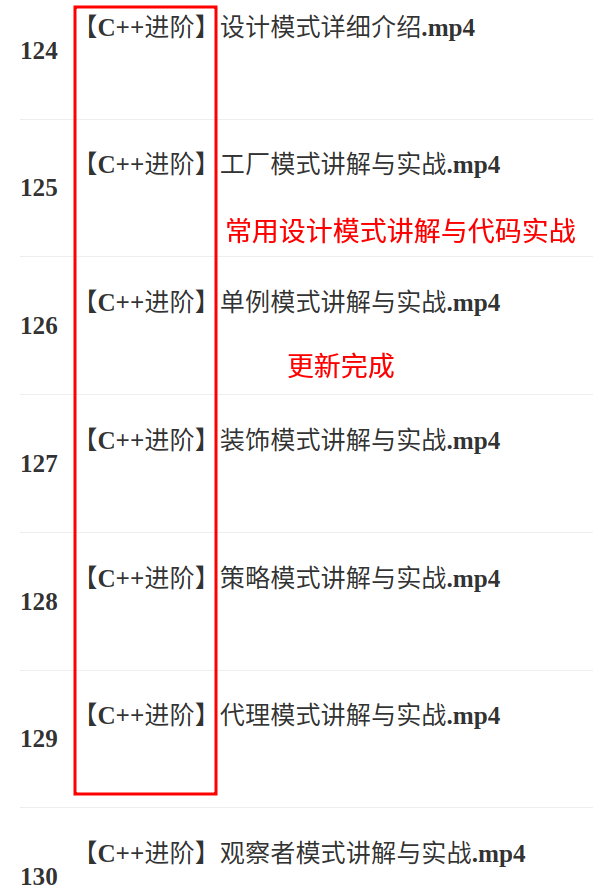 【C++进阶】设计模式详细介绍.mp4
124
【C++进阶】工厂模式讲解与实战.mp4
125
常用设计模式讲解与代码实战
【C++进阶】单例模式讲解与实战.mp4
126
更新完成
【C++进阶】装饰模式讲解与实战.mp4
127
【C++进阶】策略模式讲解与实战.mp4
128
【C++进阶】代理模式讲解与实战.mp4
129
【C++进阶】观察者模式讲解与实战.mp4
130